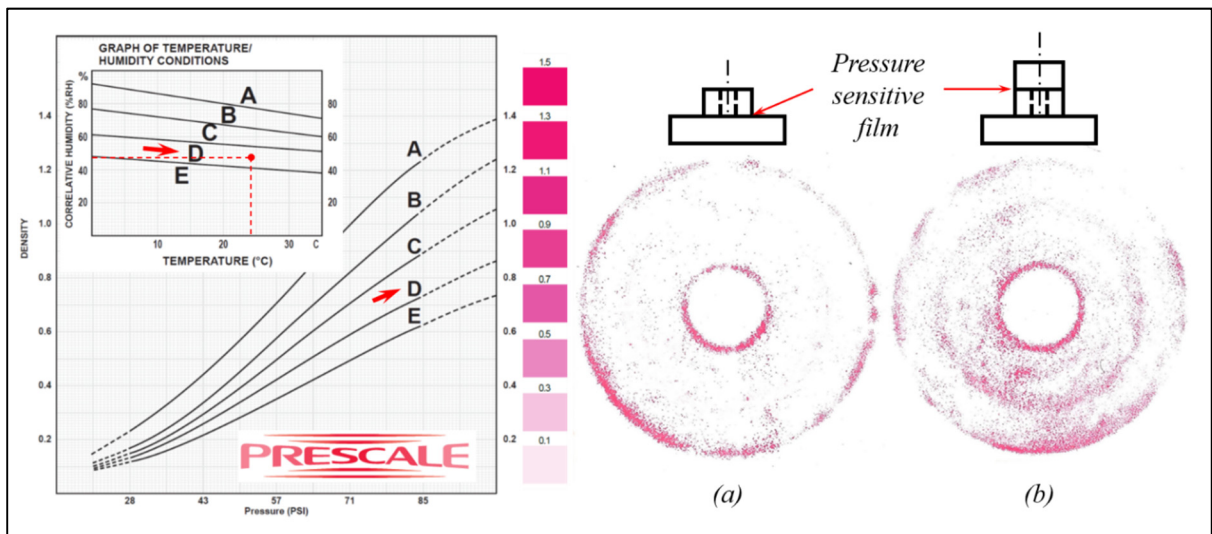 GRAPH OF TEMPERATURE/
HUMIDITY CONDITIONS
%
CORRELATIVE HUMIDITY (%RH)
80
60
40
20
80
60
40
20
A
B
C
D
E
10
20
30
C
TEMPERATURE (°C)
DENSITY
1.4
1.2
1.0
0.8
0.6
0.4
0.2
A
B
C
D
E
1.4
1.2
1.0
0.8
0.6
0.4
0.2
PRESCALE
28
43
57
71
85
Pressure (PSI)
1.5
1.3
1.1
0.9
0.7
0.5
0.3
0.1
Pressure
sensitive
film
(a)
(b)